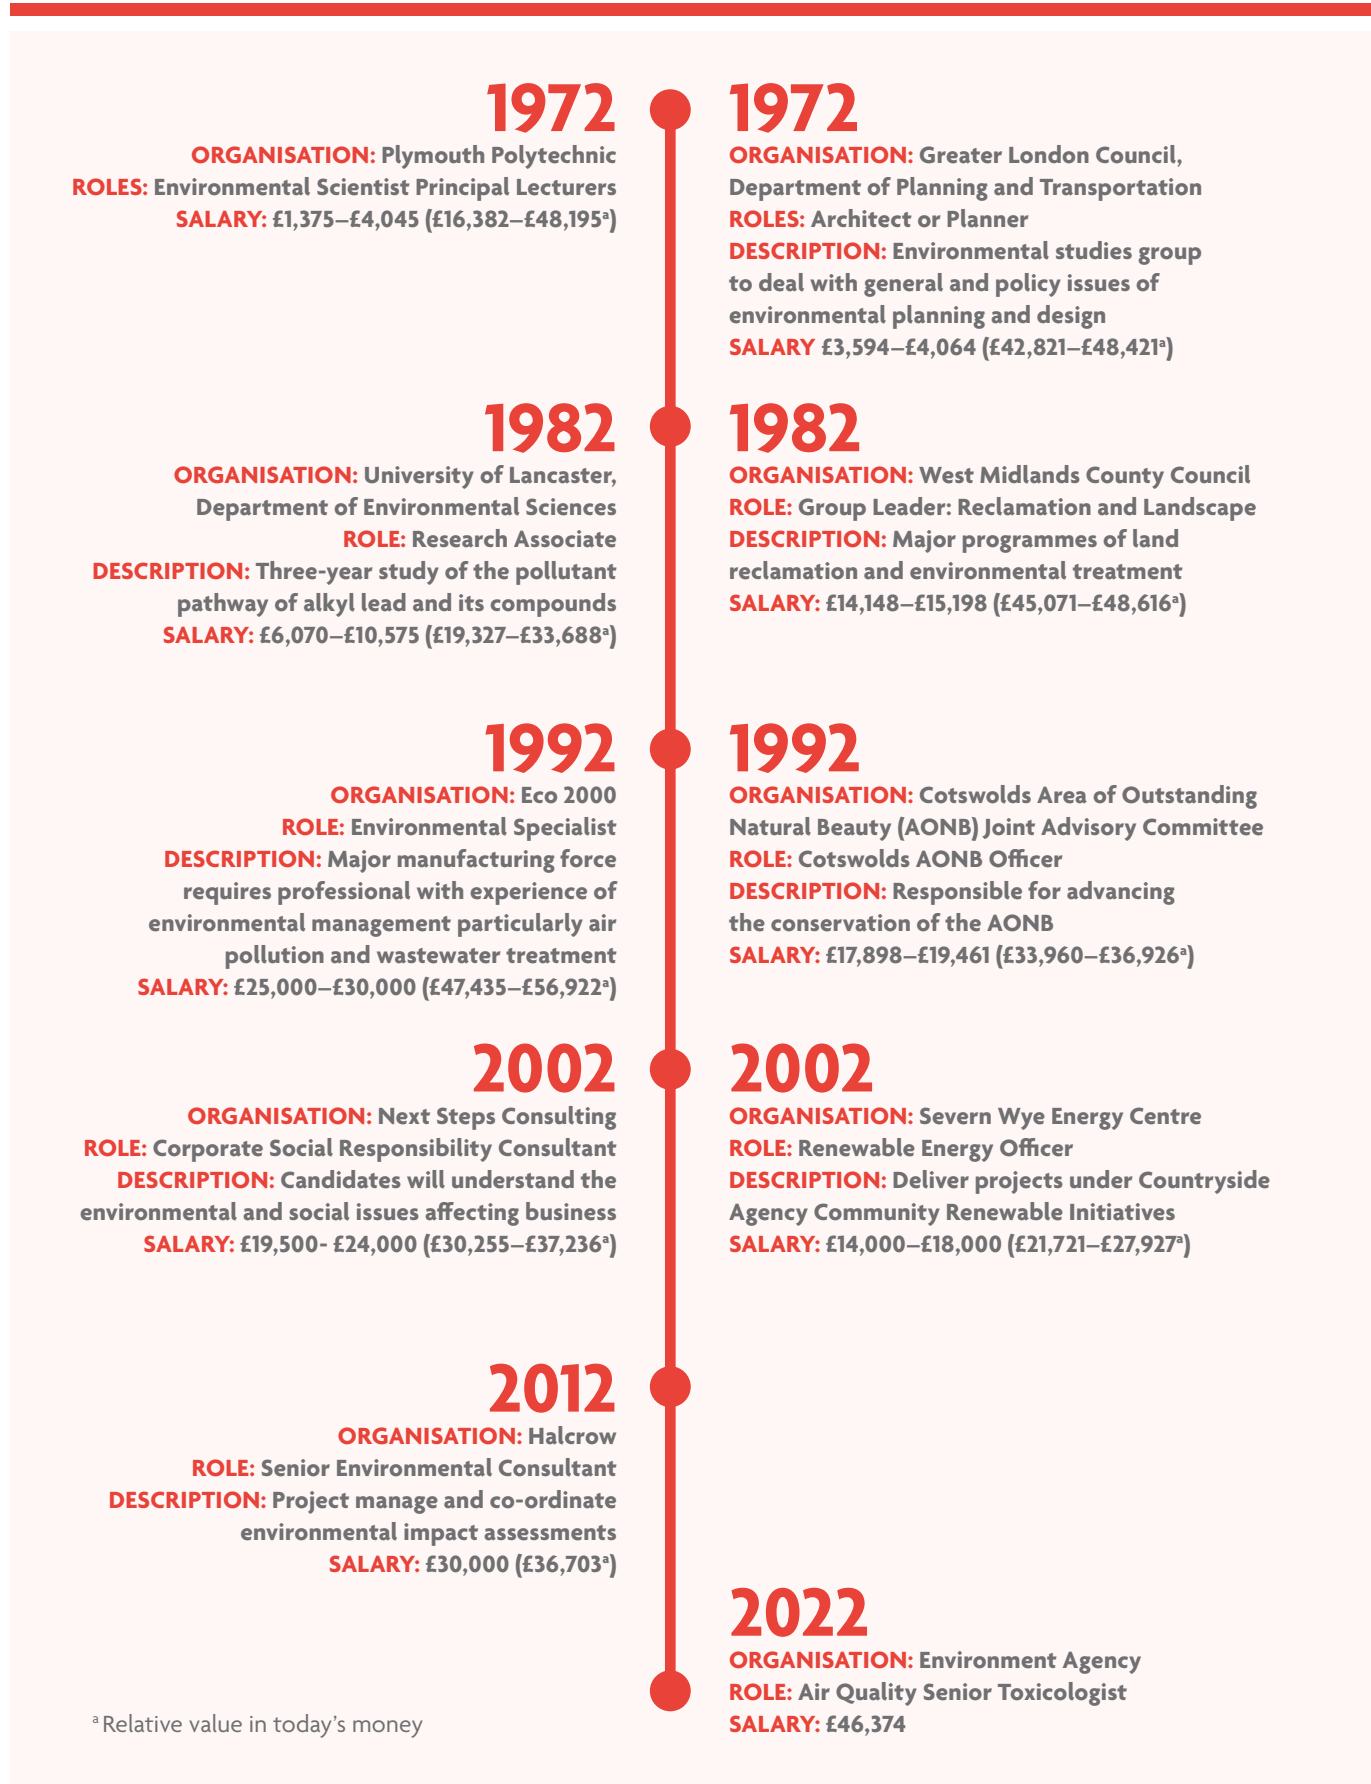 1972
ORGANISATION: Plymouth Polytechnic
ROLES: Environmental Scientist Principal Lecturers
SALARY: £1,375–£4,045 (£16,382–£48,195ª)
1972
ORGANISATION: Greater London Council,
Department of Planning and Transportation
ROLES: Architect or Planner
DESCRIPTION: Environmental studies group
to deal with general and policy issues of
environmental planning and design
SALARY £3,594–£4,064 (£42,821–£48,421ª)
1982
ORGANISATION: University of Lancaster,
Department of Environmental Sciences
ROLE: Research Associate
DESCRIPTION: Three-year study of the pollutant
pathway of alkyl lead and its compounds
SALARY: £6,070–£10,575 (£19,327–£33,688ª)
1982
ORGANISATION: West Midlands County Council
ROLE: Group Leader: Reclamation and Landscape
DESCRIPTION: Major programmes of land
reclamation and environmental treatment
SALARY: £14,148–£15,198 (£45,071–£48,616ª)
1992
ORGANISATION: Eco 2000
ROLE: Environmental Specialist
DESCRIPTION: Major manufacturing force
requires professional with experience of
environmental management particularly air
pollution and wastewater treatment
SALARY: £25,000–£30,000 (£47,435–£56,922ª)
1992
ORGANISATION: Cotswolds Area of Outstanding
Natural Beauty (AONB) Joint Advisory Committee
ROLE: Cotswolds AONB Officer
DESCRIPTION: Responsible for advancing
the conservation of the AONB
SALARY: £17,898–£19,461 (£33,960–£36,926ª)
2002
ORGANISATION: Next Steps Consulting
ROLE: Corporate Social Responsibility Consultant
DESCRIPTION: Candidates will understand the
environmental and social issues affecting business
SALARY: £19,500- £24,000 (£30,255–£37,236ª)
2002
ORGANISATION: Severn Wye Energy Centre
ROLE: Renewable Energy Officer
DESCRIPTION: Deliver projects under Countryside
Agency Community Renewable Initiatives
SALARY: £14,000–£18,000 (£21,721–£27,927ª)
2012
ORGANISATION: Halcrow
ROLE: Senior Environmental Consultant
DESCRIPTION: Project manage and co-ordinate
environmental impact assessments
SALARY: £30,000 (£36,703ª)
2022
ORGANISATION: Environment Agency
ROLE: Air Quality Senior Toxicologist
SALARY: £46,374
ª Relative value in today's money